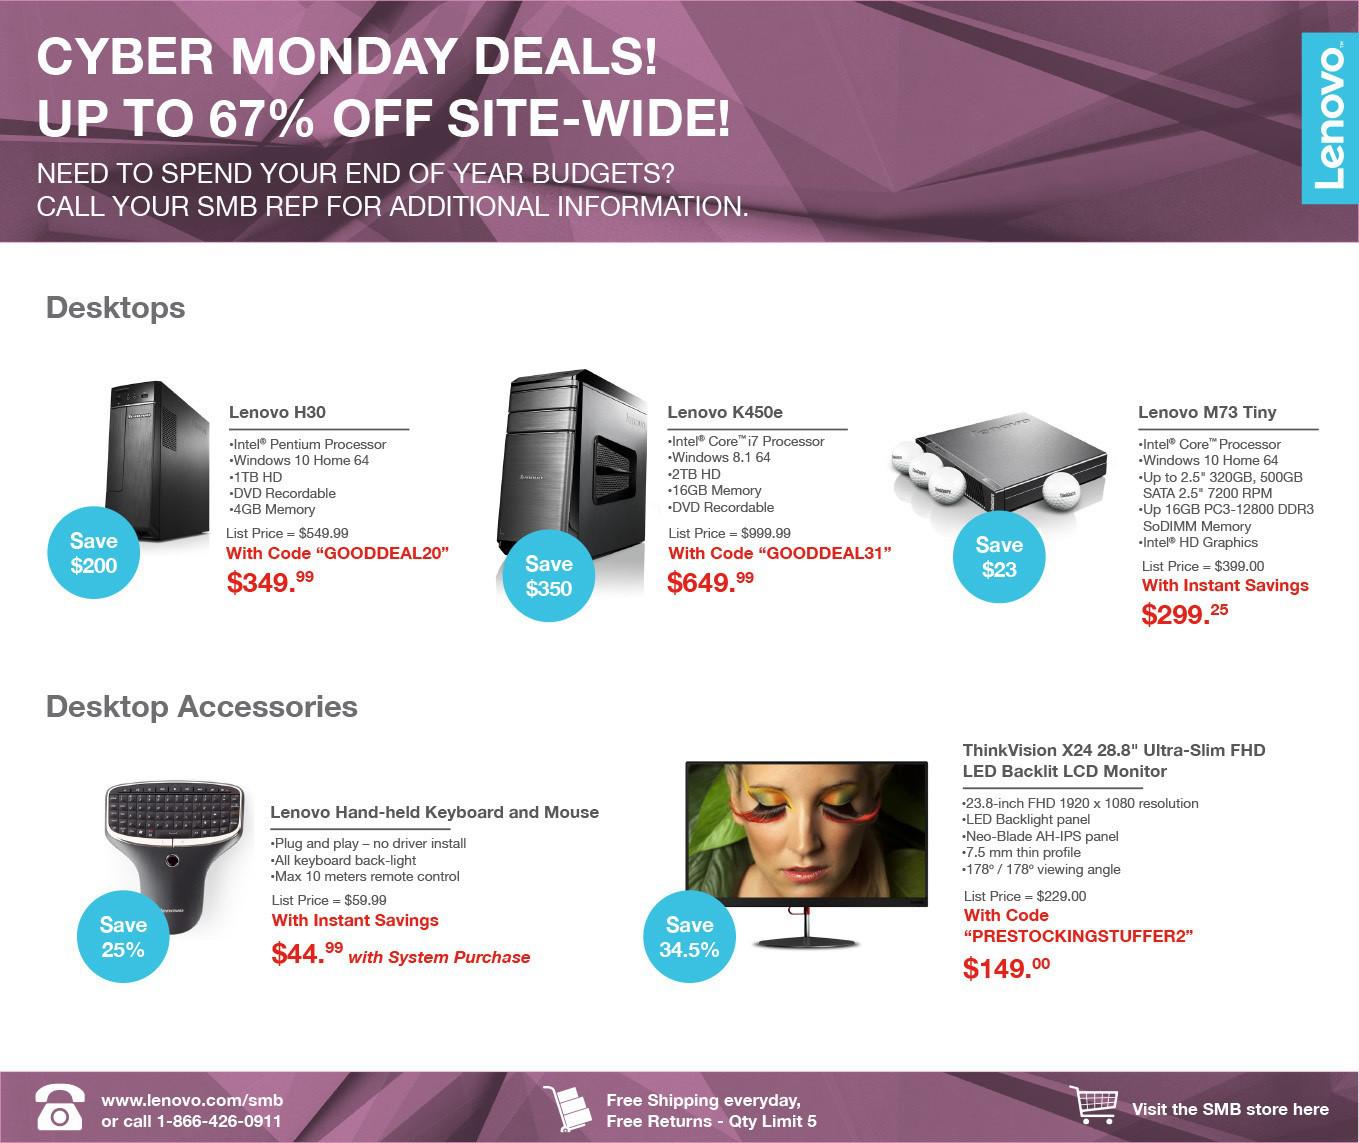 CYBER MONDAY DEALS!
UP TO 67% OFF SITE-WIDE!
NEED TO SPEND YOUR END OF YEAR BUDGETS?
CALL YOUR SMB REP FOR ADDITIONAL INFORMATION.
Lenovo™
Desktops
Save
$200
Lenovo H30
•Intel® Pentium Processor
•Windows 10 Home 64
•1TB HD
•DVD Recordable
•4GB Memory
List Price = $549.99
With Code “GOODDEAL20”
$349.99
Save
$350
Lenovo K450e
•Intel® Core™ i7 Processor
•Windows 8.1 64
•2TB HD
•16GB Memory
•DVD Recordable
List Price = $999.99
With Code “GOODDEAL31”
$649.99
lenovo
Save
$23
Lenovo M73 Tiny
•Intel® Core™ Processor
•Windows 10 Home 64
•Up to 2.5" 320GB, 500GB
SATA 2.5" 7200 RPM
•Up 16GB PC3-12800 DDR3
SoDIMM Memory
•Intel® HD Graphics
List Price = $399.00
With Instant Savings
$299.25
Desktop Accessories
Save
25%
Lenovo Hand-held Keyboard and Mouse
•Plug and play – no driver install
•All keyboard back-light
•Max 10 meters remote control
List Price = $59.99
With Instant Savings
$44.99 with System Purchase
Save
34.5%
ThinkVision X24 28.8" Ultra-Slim FHD
LED Backlit LCD Monitor
•23.8-inch FHD 1920 x 1080 resolution
•LED Backlight panel
•Neo-Blade AH-IPS panel
•7.5 mm thin profile
•178º / 178º viewing angle
List Price = $229.00
With Code
“PRESTOCKINGSTUFFER2”
$149.00
www.lenovo.com/smb
or call 1-866-426-0911
Free Shipping everyday,
Free Returns - Qty Limit 5
Visit the SMB store here